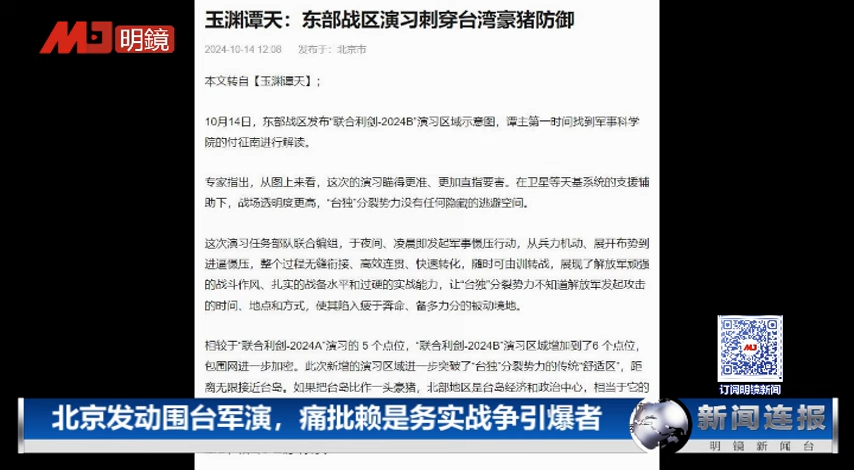 明鏡
玉渊谭天：东部战区演习刺穿台湾豪猪防御
2024-10-14 12:08 发布于：北京市
本文转自【玉渊谭天】；
10月14日，东部战区发布“联合利剑-2024B”演习区域示意图，谭主第一时间找到军事科学
院的付征南进行解读。
专家指出，从图上来看，这次的演习瞄得更准、更加直指要害。在卫星等天基系统的支援辅
助下，战场透明度更高，“台独”分裂势力没有任何隐藏的逃避空间。
这次演习任务部队联合编组，于夜间、凌晨即发起军事慑压行动，从兵力机动、展开布势到
进逼慑压，整个过程无缝衔接、高效连贯、快速转化，随时可由训转战，展现了解放军顽强
的战斗作风、扎实的战备水平和过硬的实战能力，让“台独”分裂势力不知道解放军发起攻击
的时间、地点和方式，使其陷入疲于奔命、备多力分的被动境地。
相较于“联合利剑-2024A”演习的 5 个点位，“联合利剑-2024B”演习区域增加到了6 个点位，
包围网进一步加密。此次新增的演习区域进一步突破了“台独”分裂势力的传统“舒适区”，距
离无限接近台岛。如果把台岛比作一头豪猪，北部地区是台岛经济和政治中心，相当于它的
订阅明镜新闻
北京发动围台军演，痛批赖是务实战争引爆者
新闻连报
明鏡新闻台